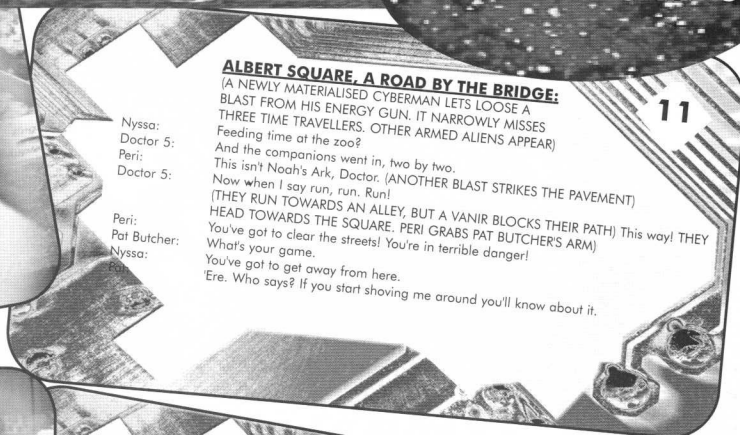 11
ALBERT SQUARE, A ROAD BY THE BRIDGE:
(A NEWLY MATERIALISED CYBERMAN LETS LOOSE A
BLAST FROM HIS ENERGY GUN. IT NARROWLY MISSES
THREE TIME TRAVELLERS. OTHER ARMED ALIENS APPEAR)
Nyssa: Feeding time at the zoo?
Doctor 5: And the companions went in, two by two.
Peri: This isn't Noah's Ark, Doctor. (ANOTHER BLAST STRIKES THE PAVEMENT)
Doctor 5: Now when I say run, run. Run!
(THEY RUN TOWARDS AN ALLEY, BUT A VANIR BLOCKS THEIR PATH) This way! THEY
HEAD TOWARDS THE SQUARE. PERI GRABS PAT BUTCHER'S ARM)
Peri: You've got to clear the streets! You're in terrible danger!
Pat Butcher: What's your game.
Nyssa: You've got to get away from here.
Pat: 'Ere. Who says? If you start shoving me around you'll know about it.